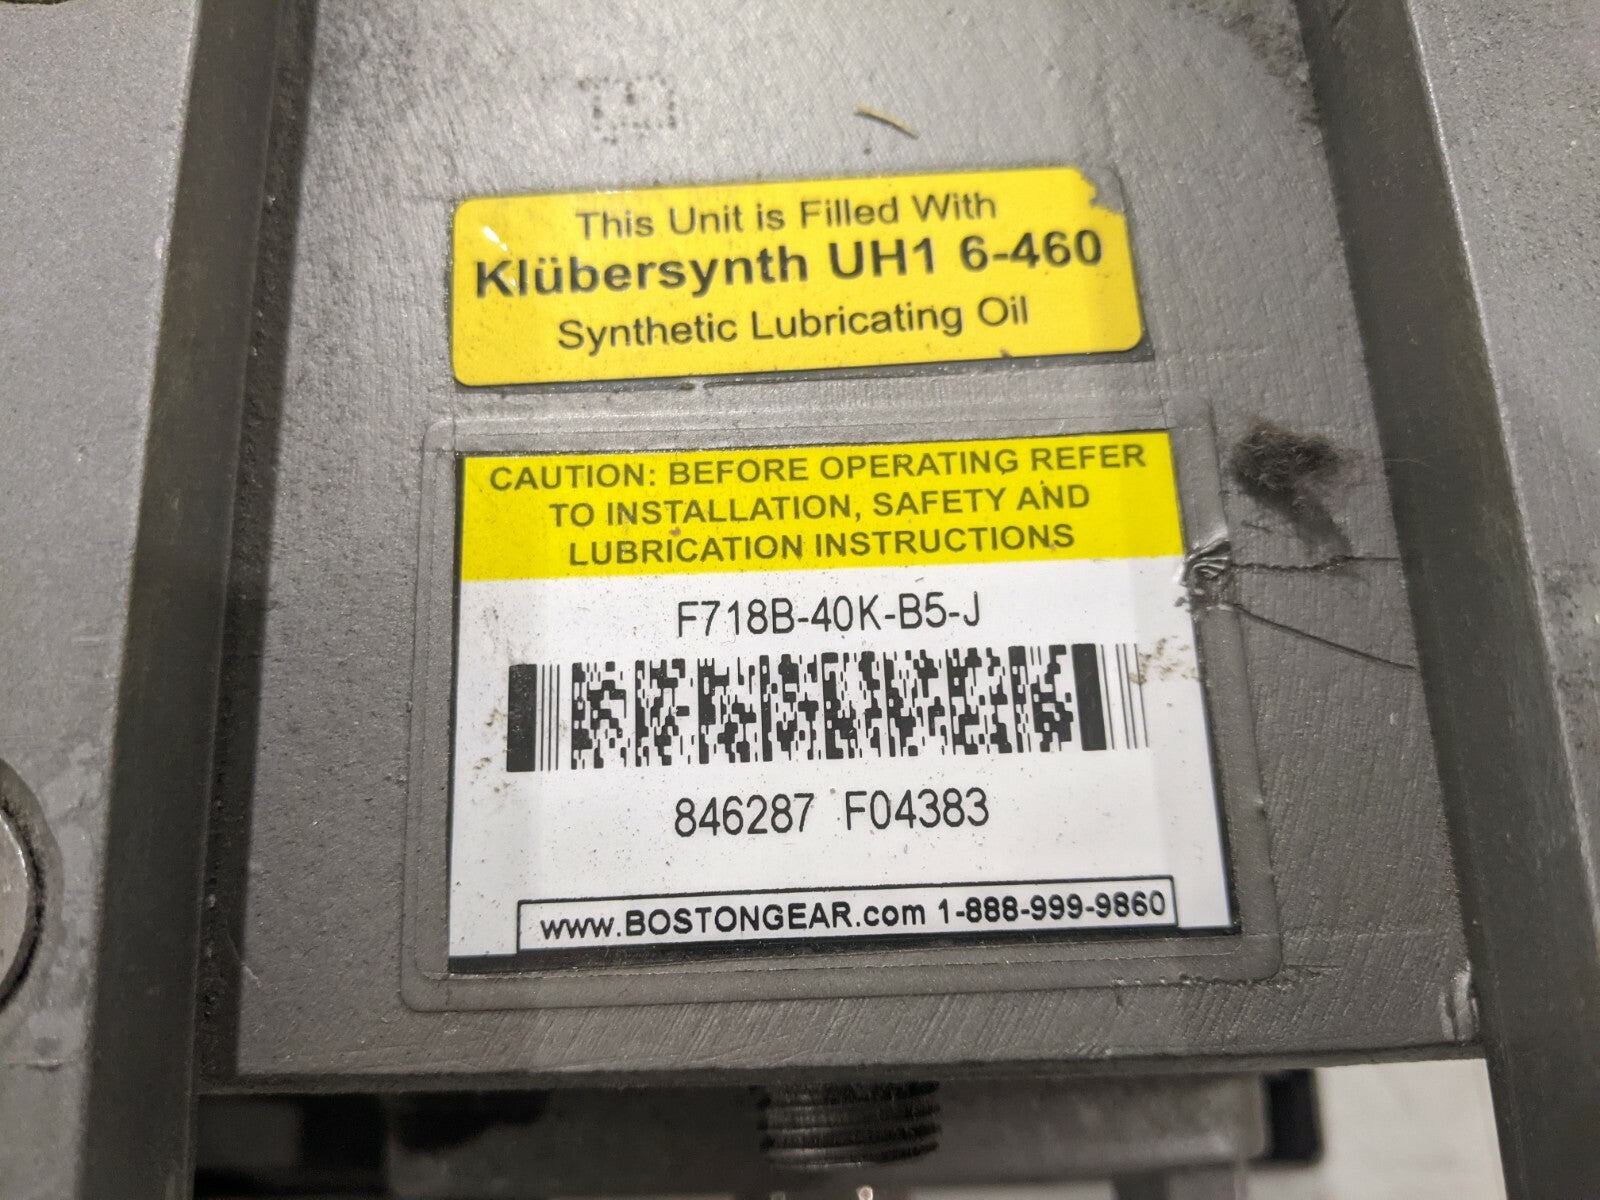 This Unit is Filled With
Klübersynth UH1 6-460
Synthetic Lubricating Oil
CAUTION: BEFORE OPERATING REFER
TO INSTALLATION, SAFETY AND
LUBRICATION INSTRUCTIONS
F718B-40K-B5-J
846287 F04383
www.BOSTONGEAR.com 1-888-999-9860